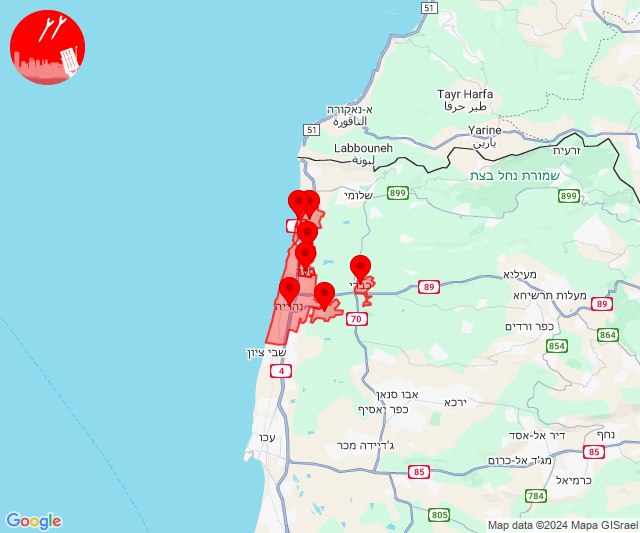 51
Tayr Harfa
طير حرفا
א-נאקורה
الناقورة
51
Yarine
يارين
Labbouneh
لبونة
זרעית
שמורת נחל בצת
899
899
שלומי
כברי
מעיליא
89
מעלות תרשיחא
89
נהריה
70
כפר ורדים
864
854
שבי ציון
4
אבו סנאן
ירכא
כפר יאסיף
נחף
דיר אל-אסד
עכו
ג'דיידה מכר
85
מג'ד אל-כרום
85
כרמיאל
784
805
Google
Map data ©2024 Mapa GISrael